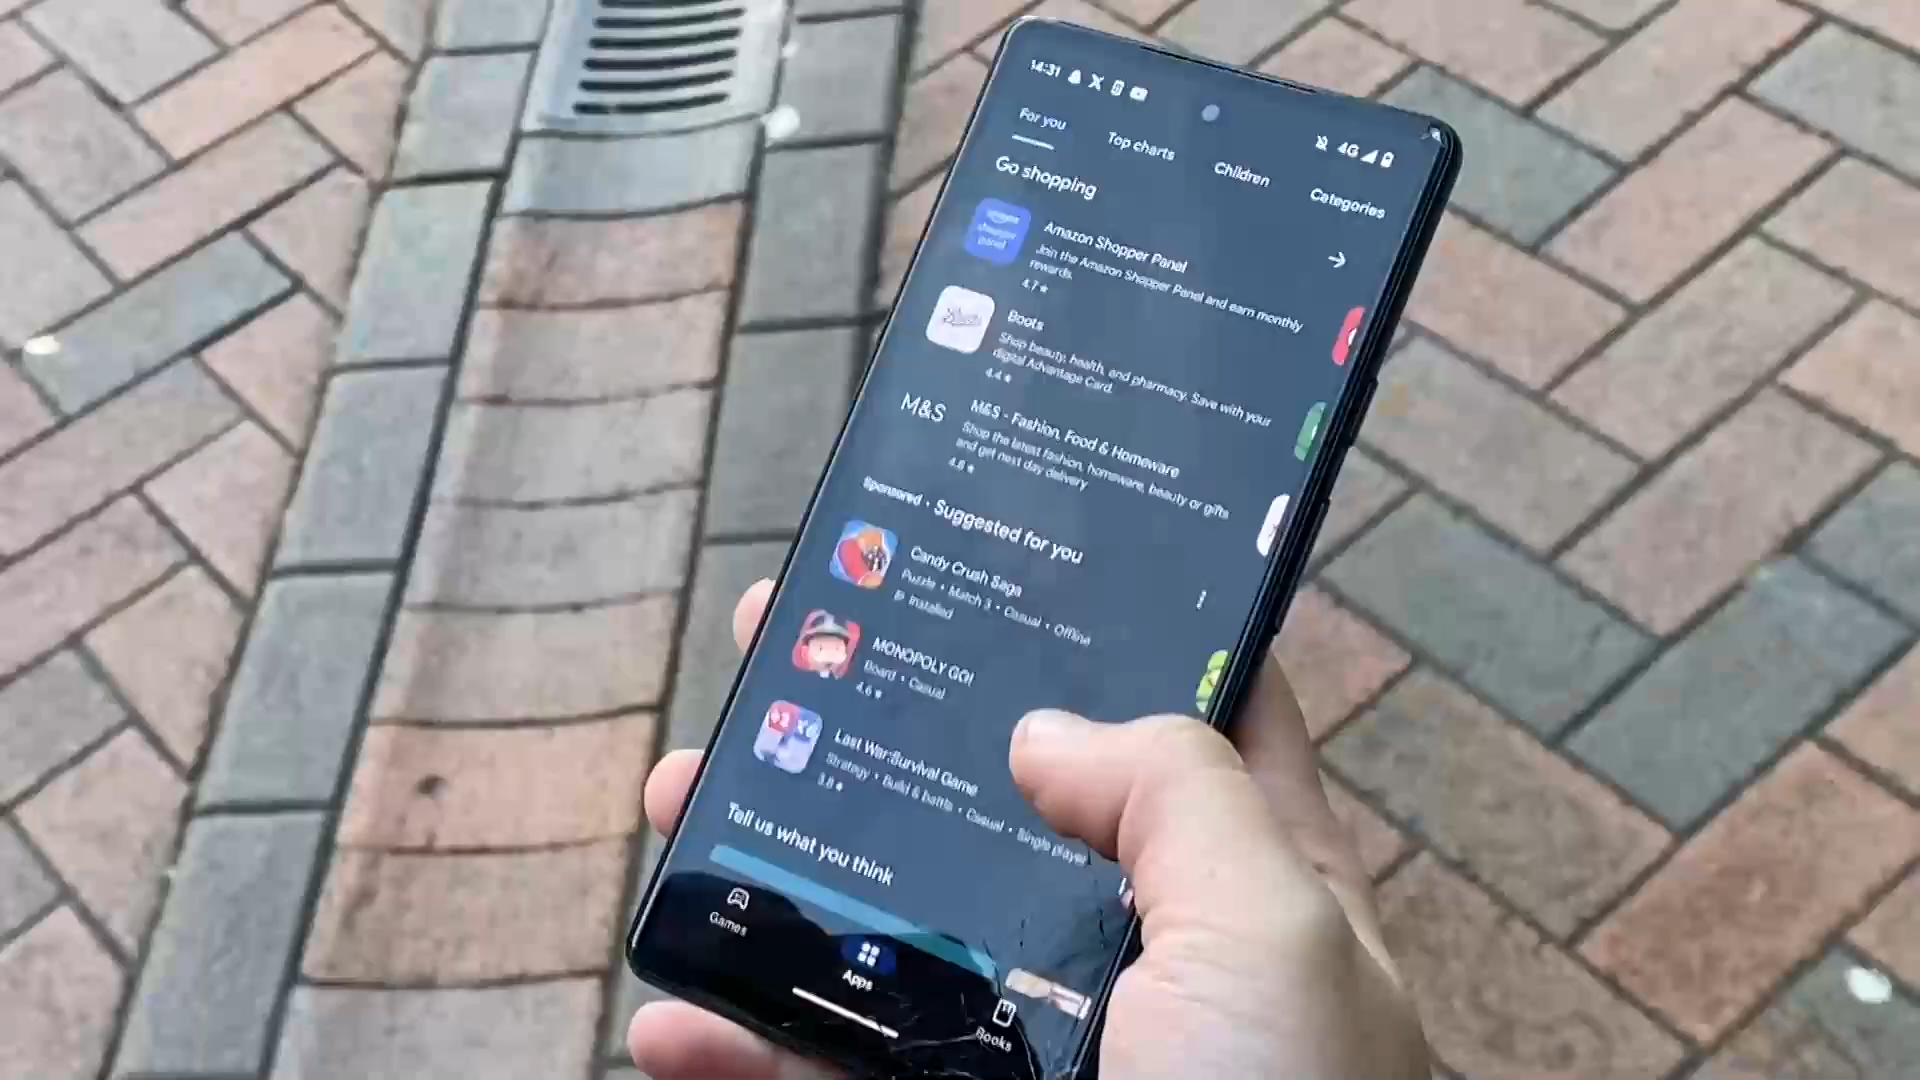 14:31
4G
For you
Top charts
Children
Categories
Go shopping
Amazon Shopper Panel
Join the Amazon Shopper Panel and earn monthly
rewards.
4.7 ★
Boots
Shop beauty, health, and pharmacy. Save with your
digital Advantage Card.
4.4 ★
M&S
M&S - Fashion, Food & Homeware
Shop the latest fashion, homeware, beauty or gifts
and get next day delivery
4.8 ★
Sponsored • Suggested for you
Candy Crush Saga
Puzzle • Match 3 • Casual • Offline
Installed
MONOPOLY GO!
Board • Casual
4.6 ★
Last War:Survival Game
Strategy • Build & battle • Casual • Single player
3.8 ★
Tell us what you think
Games
Apps
Books